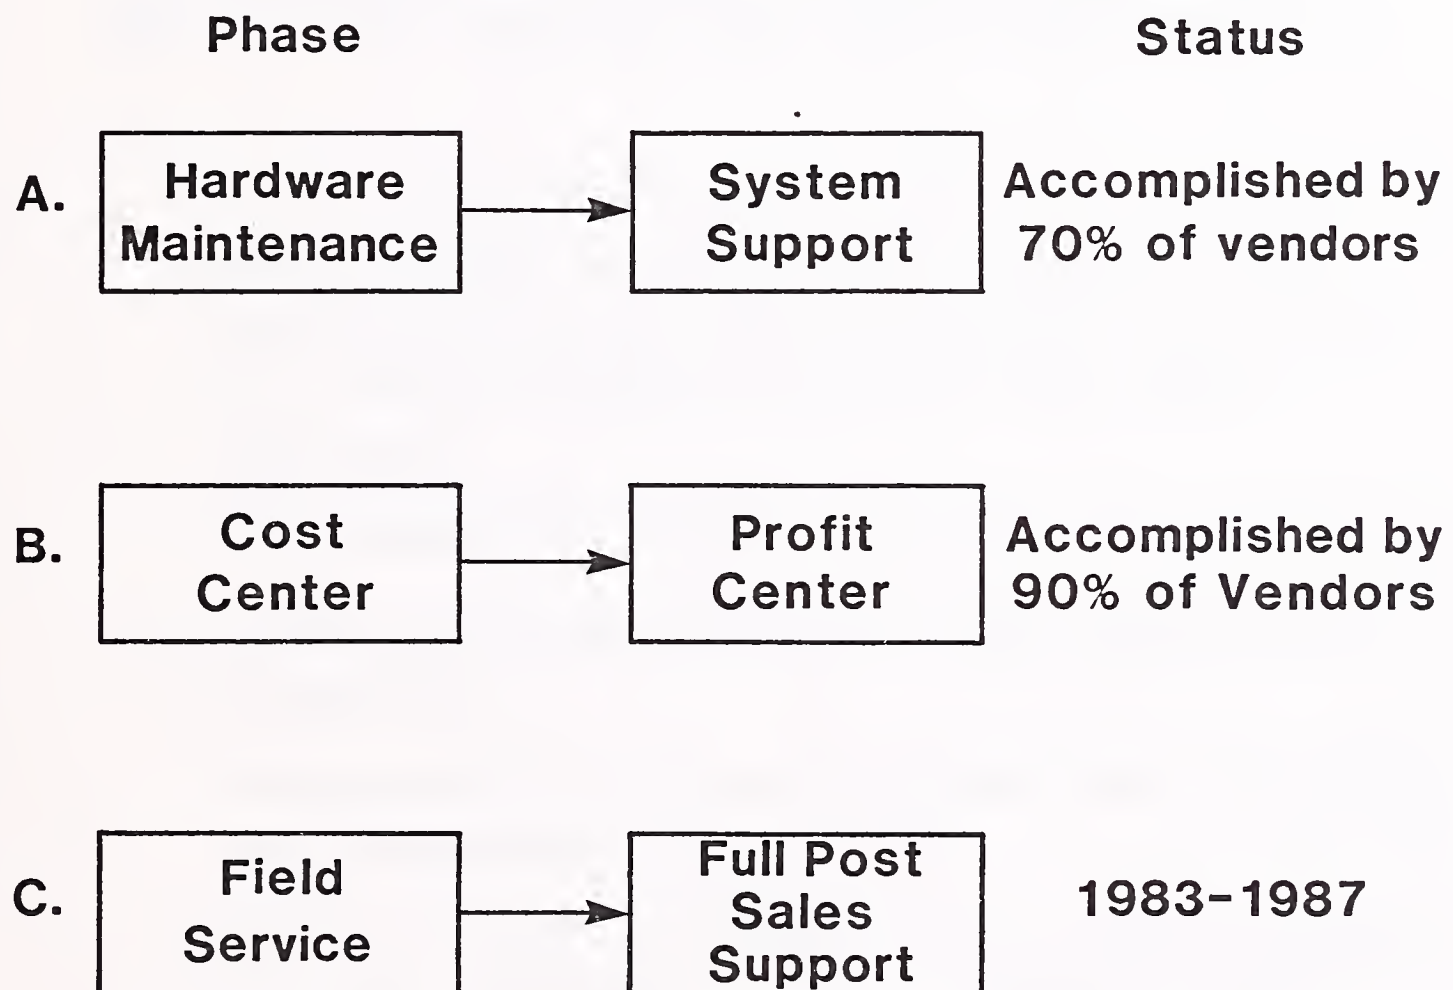 Phase
Status
A.
Hardware
Maintenance
System
Support
Accomplished by
70% of vendors
B.
Cost
Center
Profit
Center
Accomplished by
90% of Vendors
C.
Field
Service
Full Post
Sales
Support
1983-1987